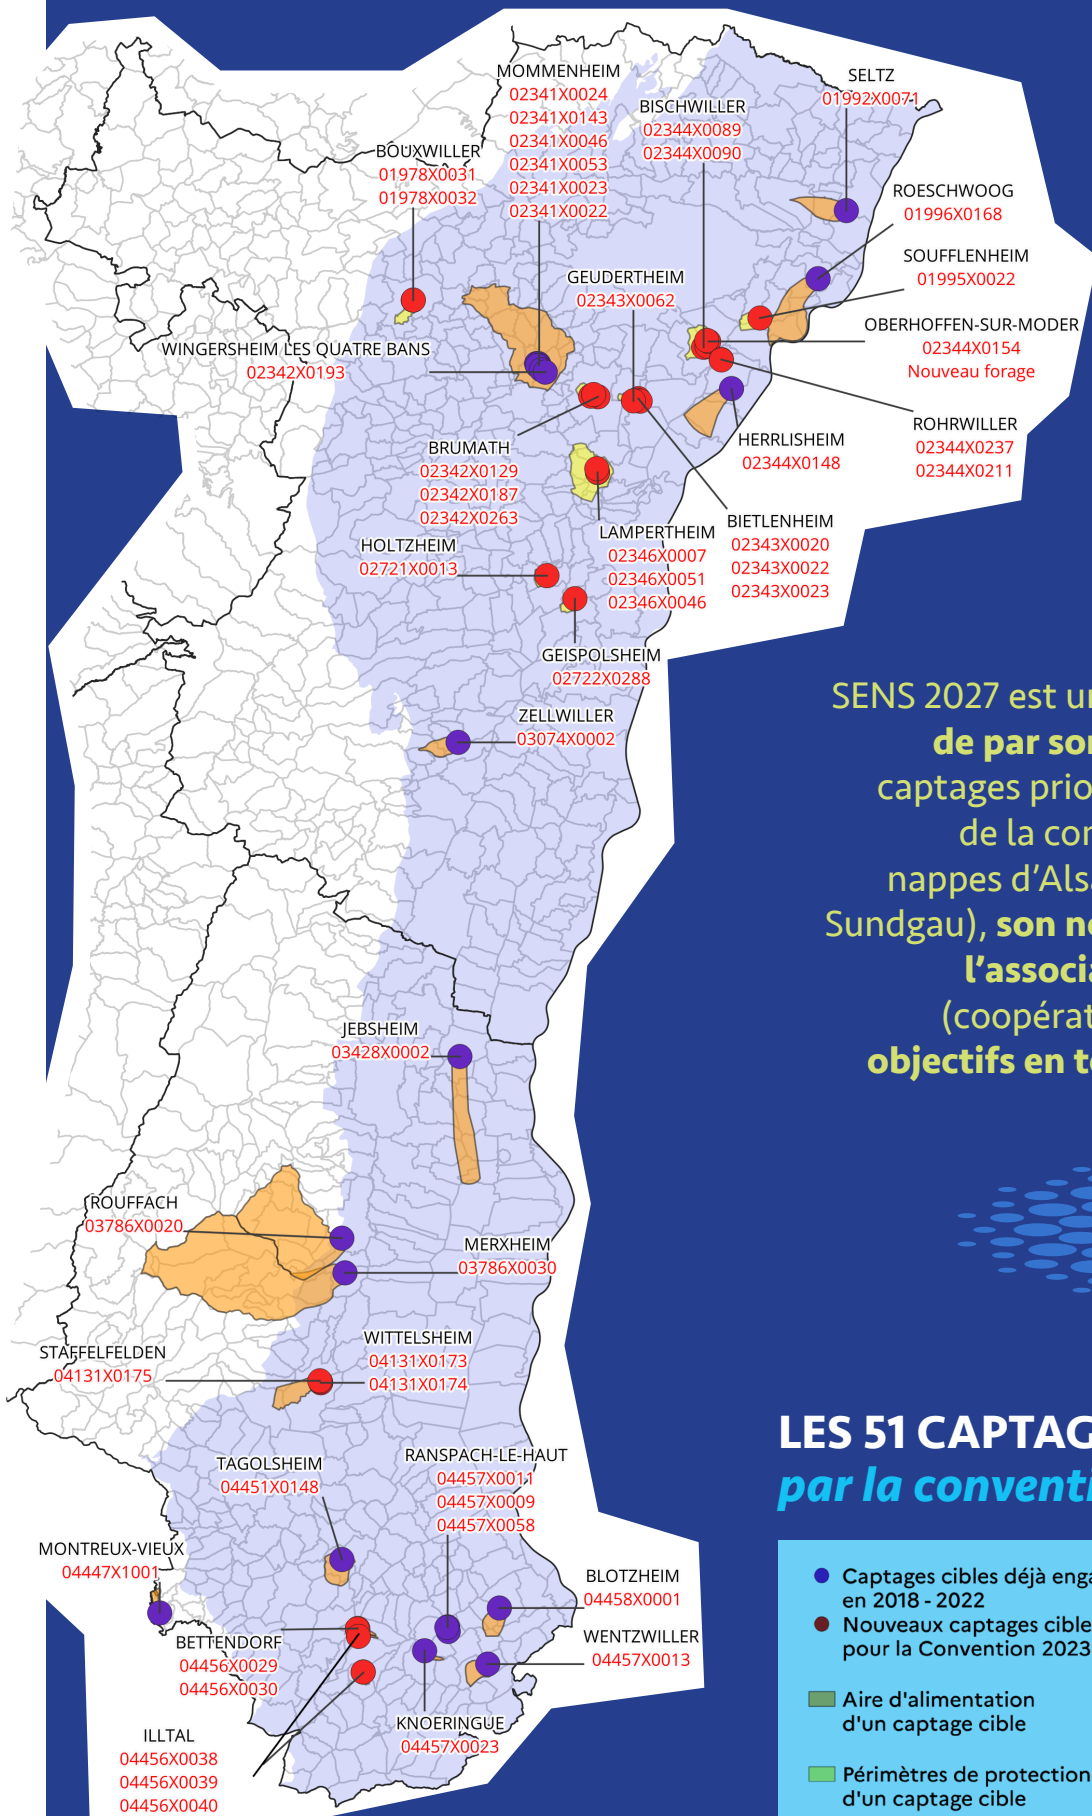 MOMMENHEIM
02341X0024
02341X0143
02341X0046
02341X0053
02341X0023
02341X0022
SELTZ
01992X0071
BISCHWILLER
02344X0089
02344X0090
BOUXWILLER
01978X0031
01978X0032
ROESCHWOOG
01996X0168
SOUFFLENHEIM
01995X0022
GEUDERTHEIM
02343X0062
OBERHOFFEN-SUR-MODER
02344X0154
Nouveau forage
WINGERSHEIM LES QUATRE BANS
02342X0193
ROHRWILLER
02344X0237
02344X0211
HERRLISHEIM
02344X0148
BRUMATH
02342X0129
02342X0187
02342X0263
LAMPERTHEIM
02346X0007
02346X0051
02346X0046
BIETLENHEIM
02343X0020
02343X0022
02343X0023
HOLTZHEIM
02721X0013
GEISPOLSHEIM
02722X0288
ZELLWILLER
03074X0002
SENS 2027 est
de par
captages
de la
nappes
Sundgau), son
(coopérat
objectifs en
JEBSHEIM
03428X0002
ROUFFACH
03786X0020
MERXHEIM
03786X0030
STAFFELFELDEN
04131X0175
WITTELSHEIM
04131X0173
04131X0174
LES 51 CAPTAG
par la conventi
TAGOLSHEIM
04451X0148
RANSPACH-LE-HAUT
04457X0011
04457X0009
04457X0058
MONTREUX-VIEUX
04447X1001
BLOTZHEIM
04458X0001
WENTZWILLER
04457X0013
BETTENDORF
04456X0029
04456X0030
KNOERINGUE
04457X0023
ILLTAL
04456X0038
04456X0039
04456X0040
Captages cibles déjà enga
en 2018 - 2022
Nouveaux captages cible
pour la Convention 2023
Aire d'alimentation
d'un captage cible
Périmètres de protection
d'un captage cible